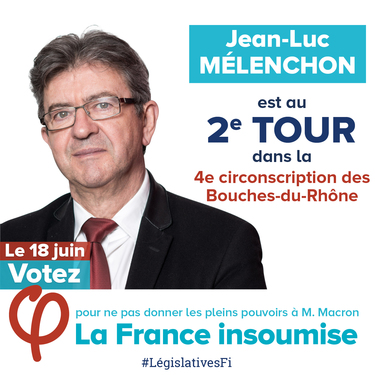 Jean-Luc
MÉLENCHON
est au
2e TOUR
dans la
4e circonscription des
Bouches-du-Rhône
Le 18 juin
Votez
pour ne pas donner les pleins pouvoirs à M. Macron
La France insoumise
#LégislativesFi